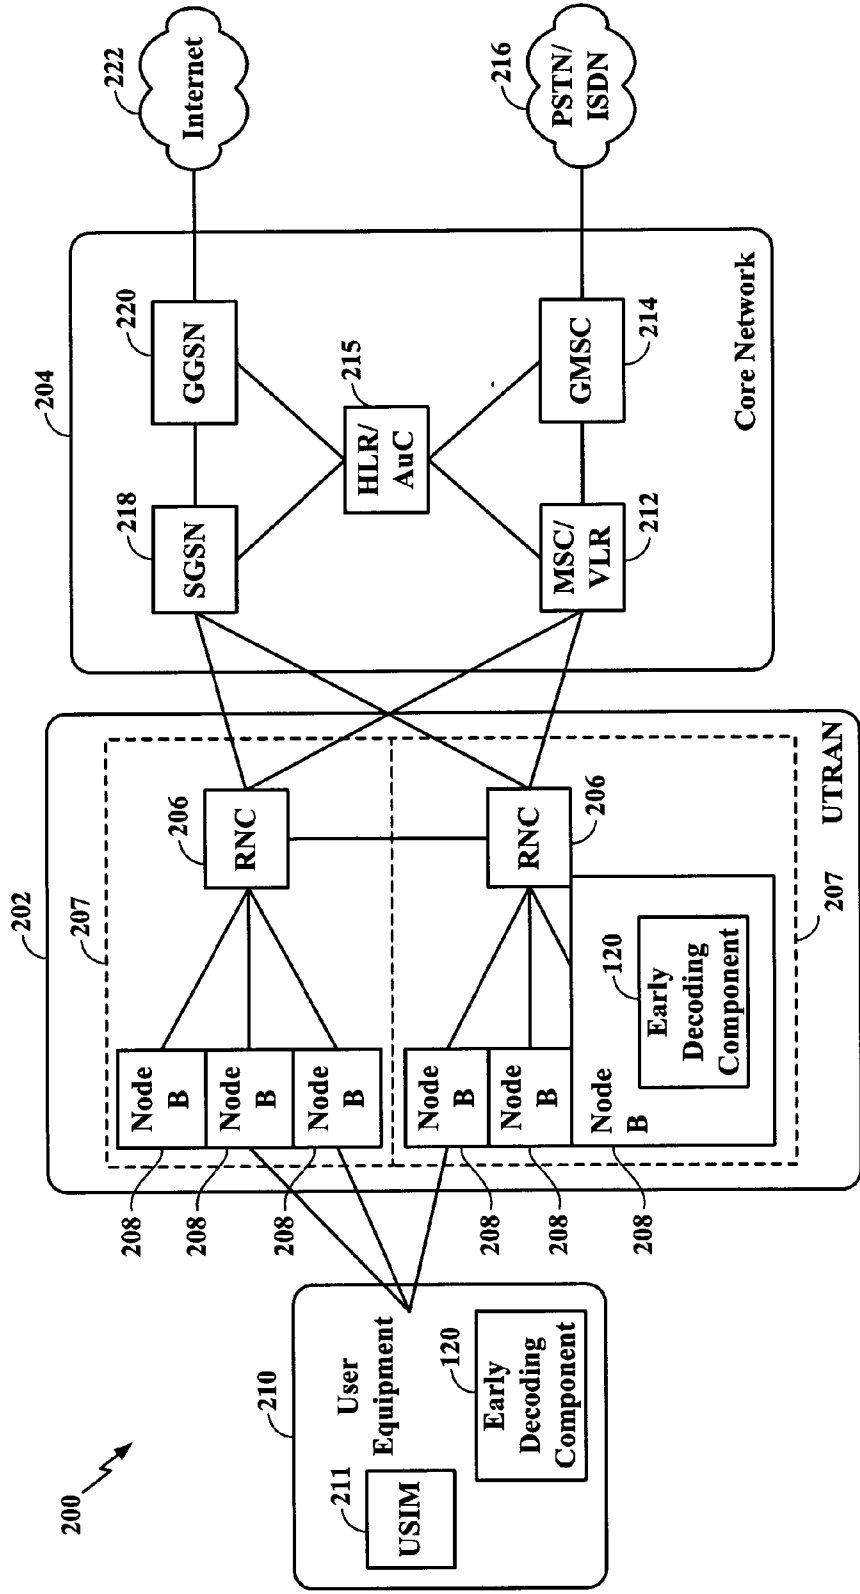 200
210
211
USIM
User
Equipment
120
Early
Decoding
Component
202
207
208
Node
B
208
Node
B
208
Node
B
206
RNC
208
Node
B
208
Node
B
208
Node
B
120
Early
Decoding
Component
206
RNC
207
UTRAN
204
218
SGSN
220
GGSN
215
HLR/
AuC
MSC/
VLR
212
GMSC
214
Core Network
222
Internet
216
PSTN/
ISDN